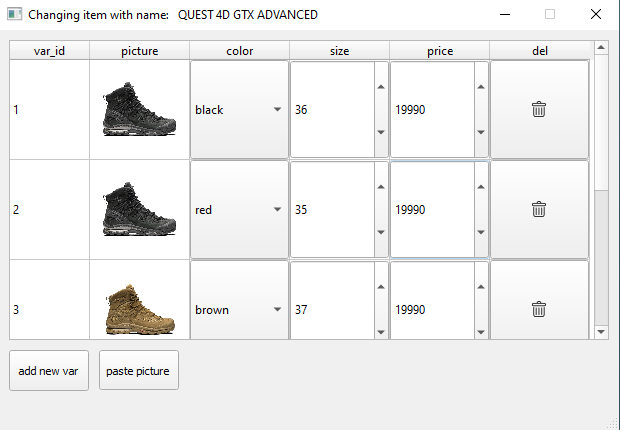 Changing item with name: QUEST 4D GTX ADVANCED
var_id picture color size price del
1 black 36 19990
2 red 35 19990
3 brown 37 19990
add new var paste picture